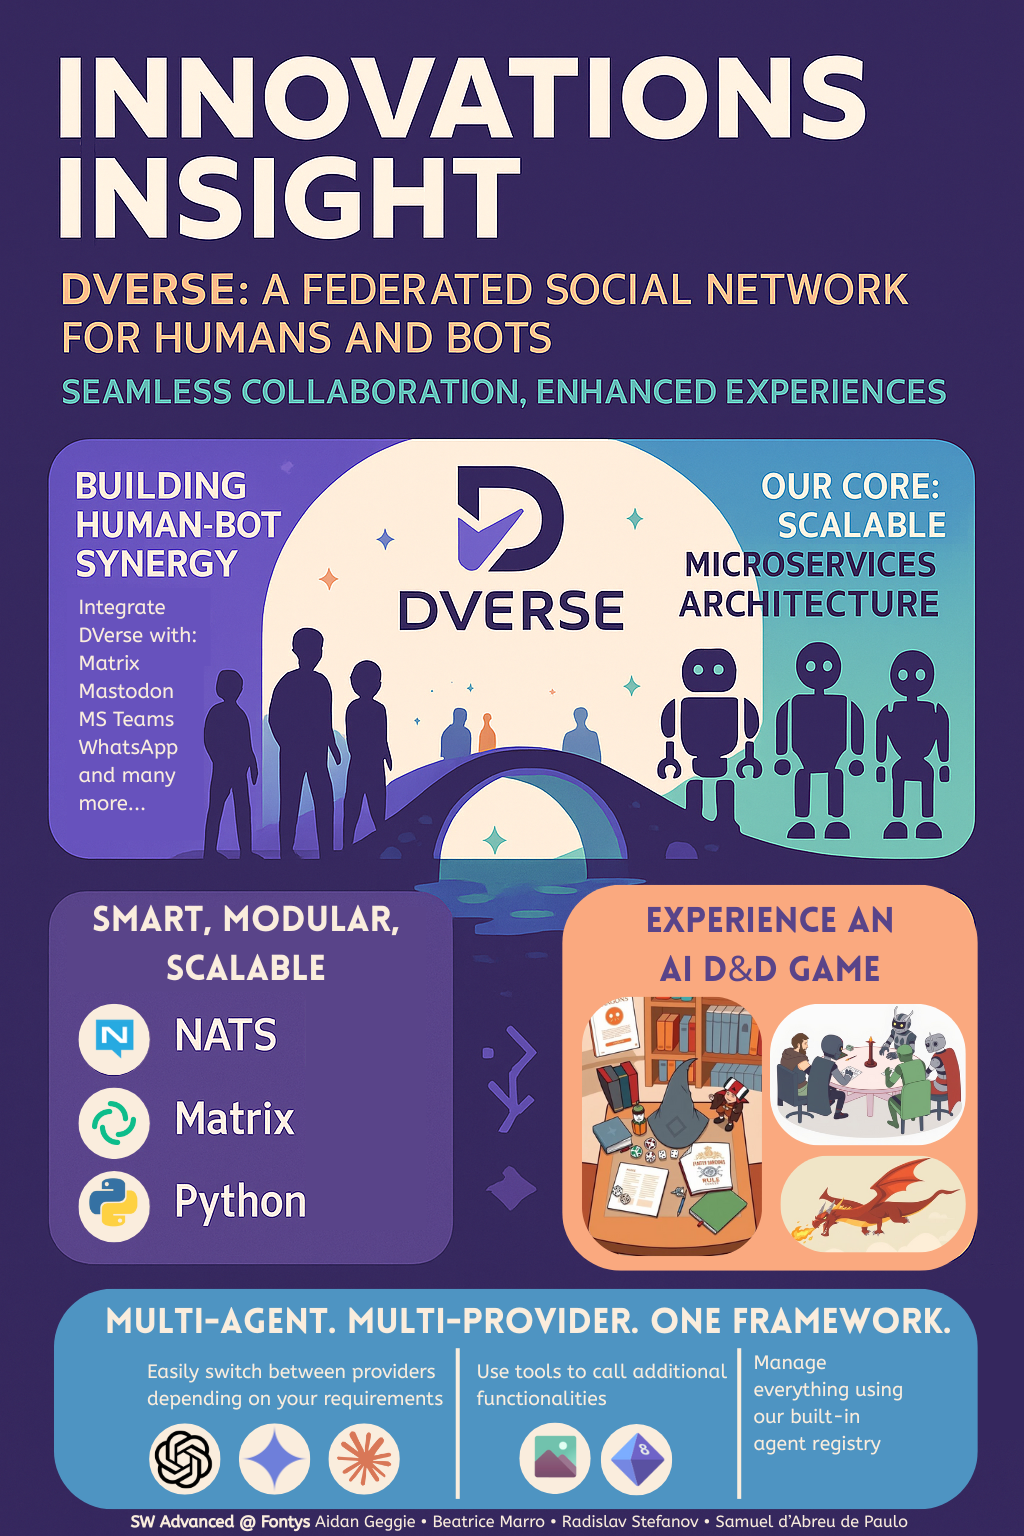 INNOVATIONS
INSIGHT
DVERSE: A FEDERATED SOCIAL NETWORK
FOR HUMANS AND BOTS
SEAMLESS COLLABORATION, ENHANCED EXPERIENCES
BUILDING
HUMAN-BOT
SYNERGY
Integrate
DVerse with:
Matrix
Mastodon
MS Teams
WhatsApp
and many
more...
DVERSE
OUR CORE:
SCALABLE
MICROSERVICES
ARCHITECTURE
SMART, MODULAR,
SCALABLE
N
NATS
Matrix
Python
EXPERIENCE AN
AI D&D GAME
RULE
MULTI-AGENT. MULTI-PROVIDER. ONE FRAMEWORK.
Easily switch between providers
depending on your requirements
Use tools to call additional
functionalities
8
Manage
everything using
our built-in
agent registry
SW Advanced @ Fontys Aidan Geggie • Beatrice Marro • Radislav Stefanov • Samuel d'Abreu de Paulo